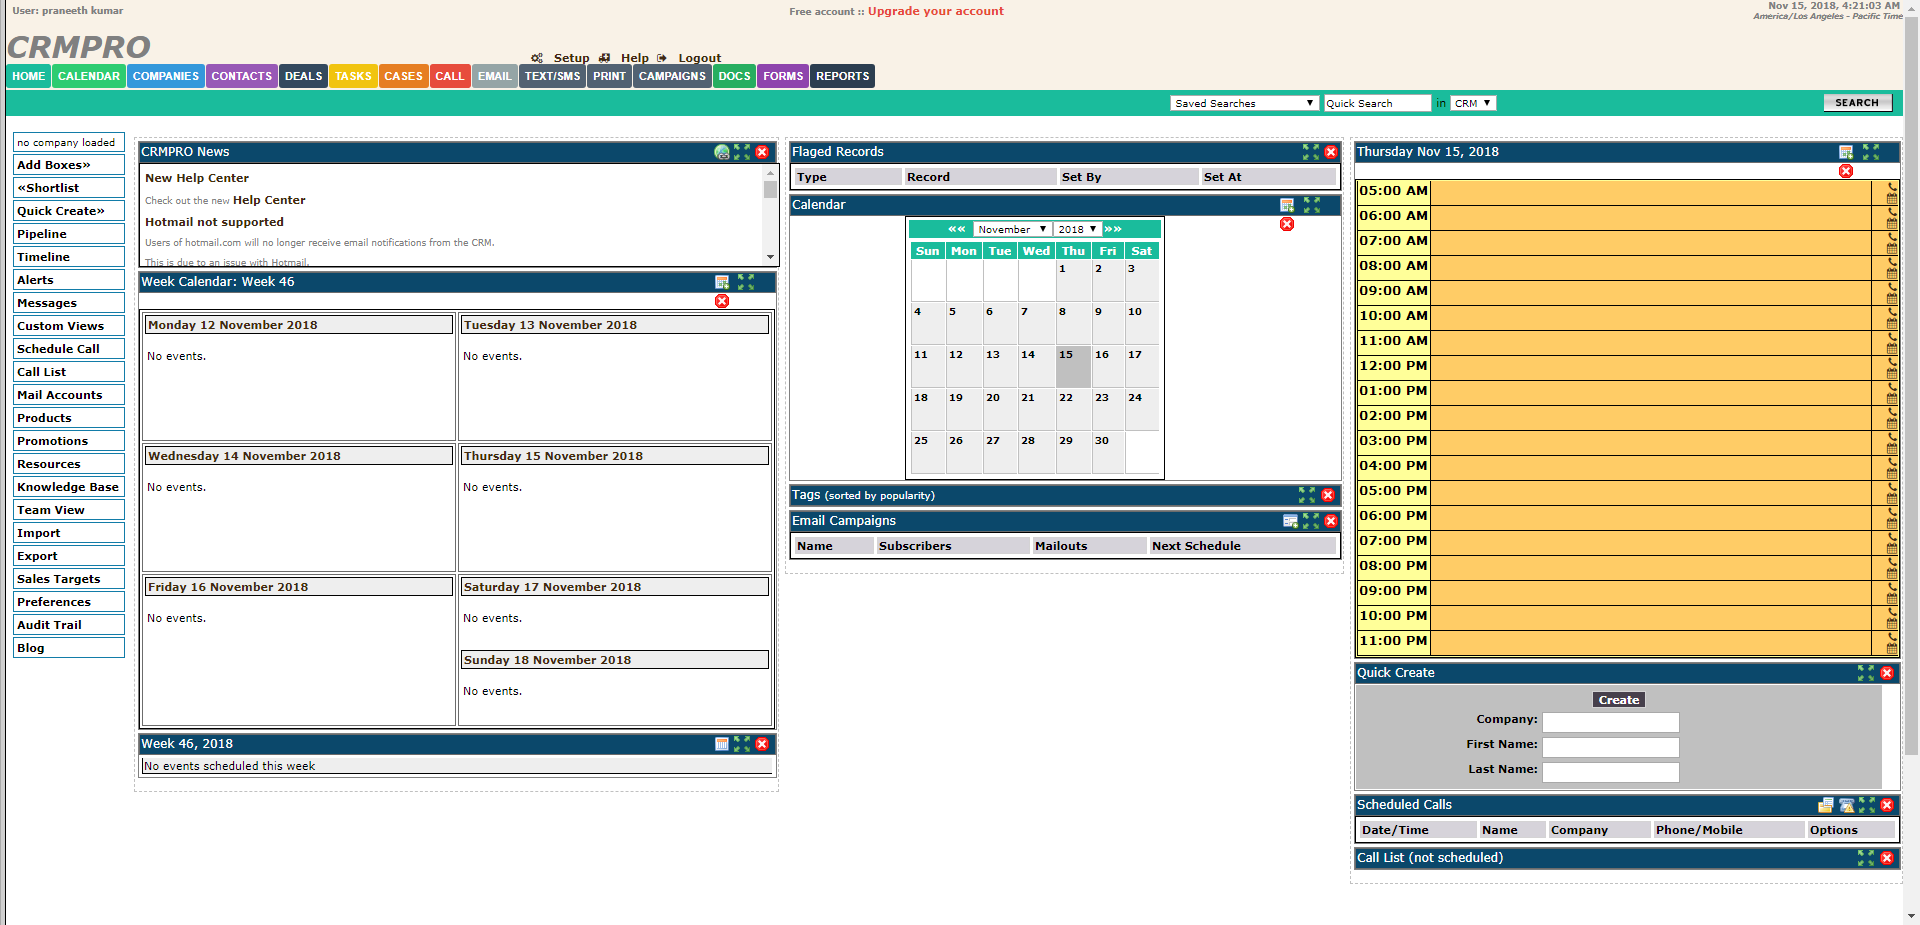 User: praneeth kumar
Free account :: Upgrade your account
Nov 15, 2018, 4:21:03 AM
America/Los Angeles - Pacific Time
CRMPRO
Setup Help Logout
HOME CALENDAR COMPANIES CONTACTS DEALS TASKS CASES CALL EMAIL TEXT/SMS PRINT CAMPAIGNS DOCS FORMS REPORTS
Saved Searches Quick Search in CRM SEARCH
no company loaded
Add Boxes»
«Shortlist
Quick Create»
Pipeline
Timeline
Alerts
Messages
Custom Views
Schedule Call
Call List
Mail Accounts
Products
Promotions
Resources
Knowledge Base
Team View
Import
Export
Sales Targets
Preferences
Audit Trail
Blog
CRMPRO News
New Help Center
Check out the new Help Center
Hotmail not supported
Users of hotmail.com will no longer receive email notifications from the CRM.
This is due to an issue with Hotmail.
Week Calendar: Week 46
Monday 12 November 2018
No events.
Tuesday 13 November 2018
No events.
Wednesday 14 November 2018
No events.
Thursday 15 November 2018
No events.
Friday 16 November 2018
No events.
Saturday 17 November 2018
No events.
Sunday 18 November 2018
No events.
Week 46, 2018
No events scheduled this week
Flaged Records
Type Record Set By Set At
Calendar
«« November 2018 »»
Sun Mon Tue Wed Thu Fri Sat
1 2 3
4 5 6 7 8 9 10
11 12 13 14 15 16 17
18 19 20 21 22 23 24
25 26 27 28 29 30
Tags (sorted by popularity)
Email Campaigns
Name Subscribers Mailouts Next Schedule
Thursday Nov 15, 2018
05:00 AM
06:00 AM
07:00 AM
08:00 AM
09:00 AM
10:00 AM
11:00 AM
12:00 PM
01:00 PM
02:00 PM
03:00 PM
04:00 PM
05:00 PM
06:00 PM
07:00 PM
08:00 PM
09:00 PM
10:00 PM
11:00 PM
Quick Create
Create
Company:
First Name:
Last Name:
Scheduled Calls
Date/Time Name Company Phone/Mobile Options
Call List (not scheduled)